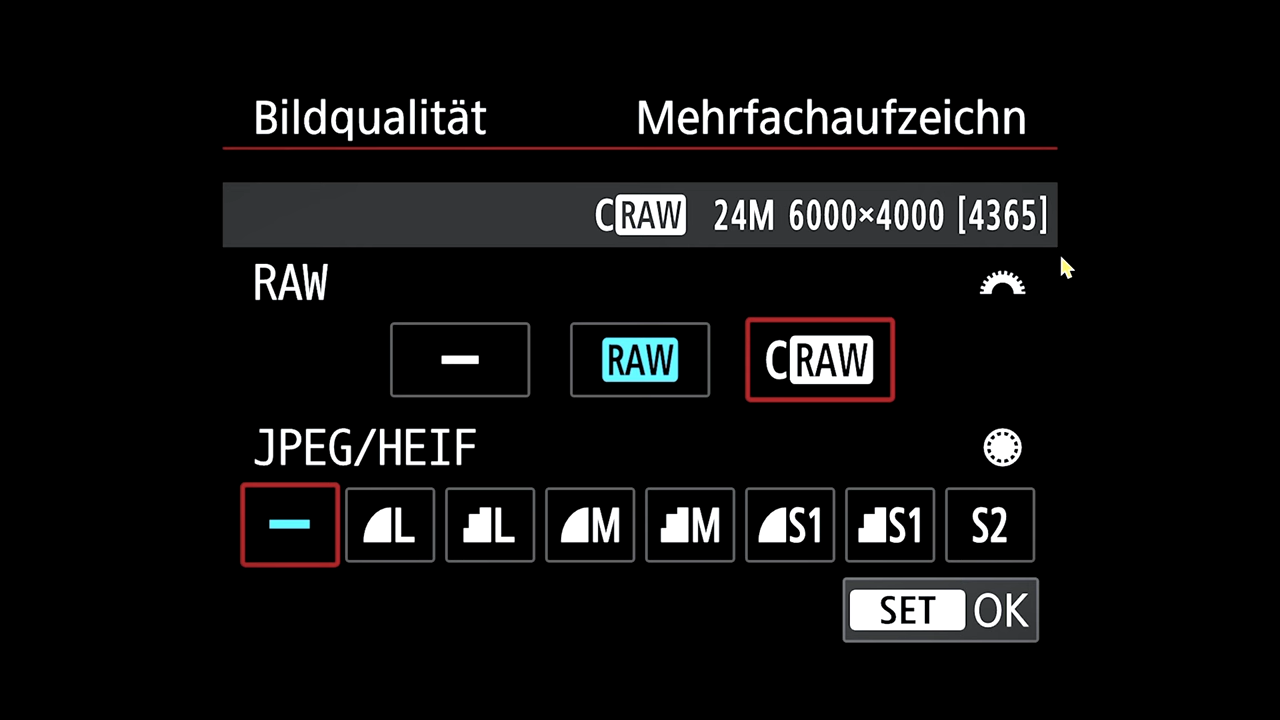 Bildqualität Mehrfachaufzeichn
CRAW 24M 6000×4000 [4365]
RAW
— RAW CRAW
JPEG/HEIF
— L L M M S1 S1 S2
SET OK